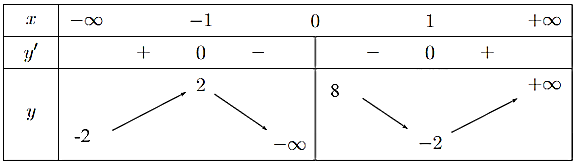 x −∞ −1 0 1 +∞
y′ + 0 − − 0 +
2 8 +∞
y
-2 −∞ −2